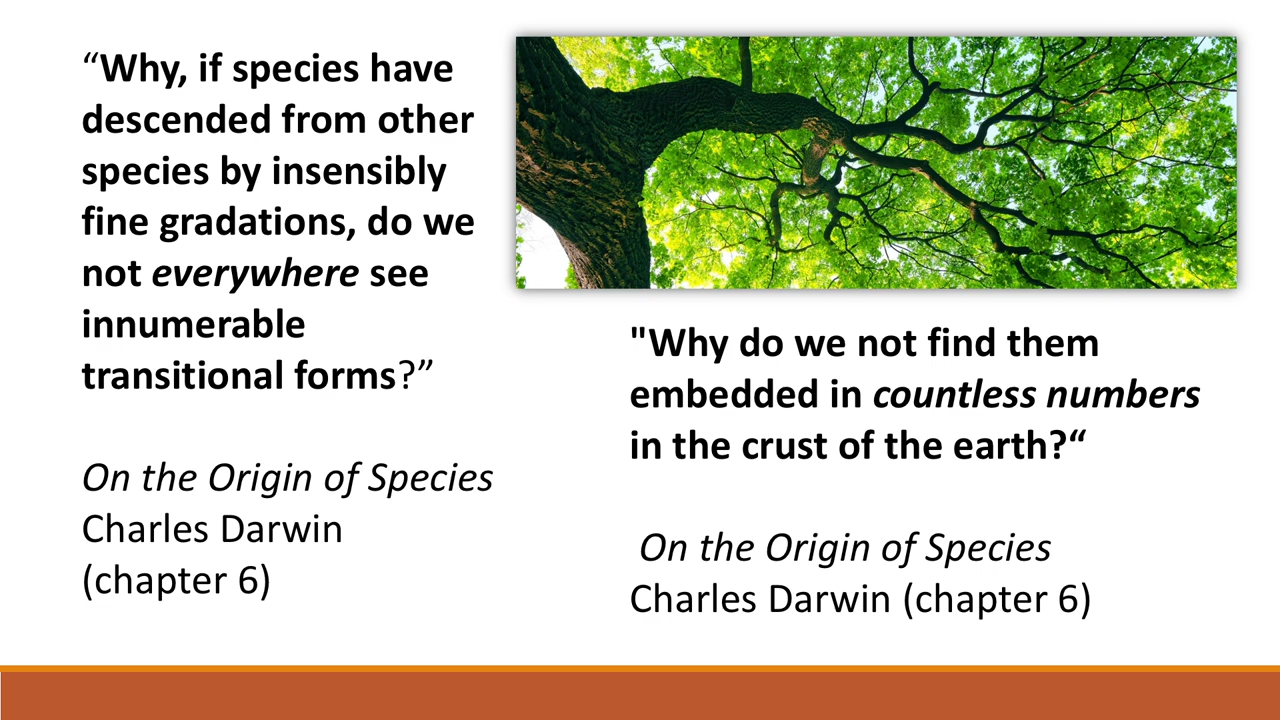 “Why, if species have
descended from other
species by insensibly
fine gradations, do we
not everywhere see
innumerable
transitional forms?”
On the Origin of Species
Charles Darwin
(chapter 6)
"Why do we not find them
embedded in countless numbers
in the crust of the earth?“
On the Origin of Species
Charles Darwin (chapter 6)